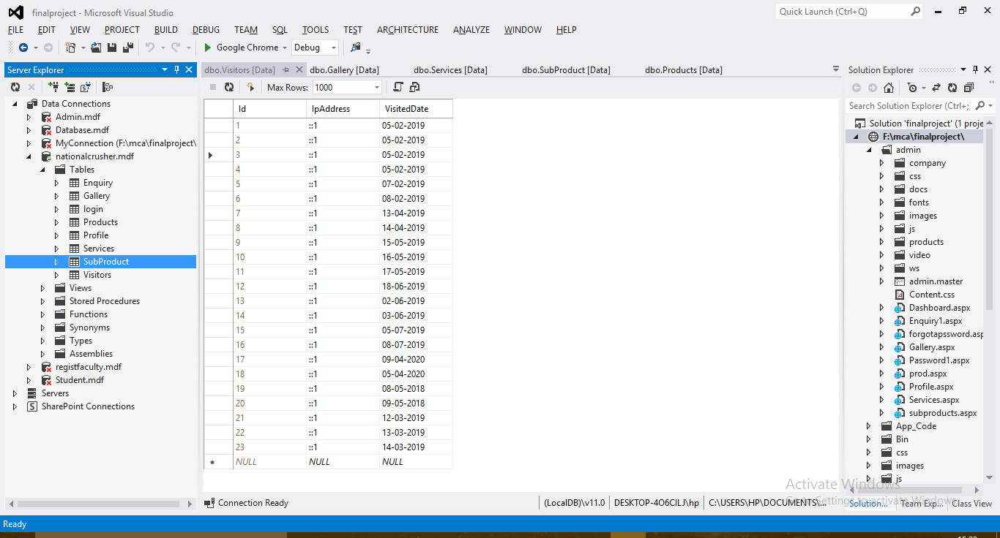 finalproject - Microsoft Visual Studio
Quick Launch (Ctrl+Q)
FILE EDIT VIEW PROJECT BUILD DEBUG TEAM SQL TOOLS TEST ARCHITECTURE ANALYZE WINDOW HELP
Google Chrome Debug
Server Explorer
Data Connections
Admin.mdf
Database.mdf
MyConnection (F:\mca\finalproject\
nationalcrusher.mdf
Tables
Enquiry
Gallery
login
Products
Profile
Services
SubProduct
Visitors
Views
Stored Procedures
Functions
Synonyms
Types
Assemblies
registfaculty.mdf
Student.mdf
Servers
SharePoint Connections
dbo.Visitors [Data] dbo.Gallery [Data] dbo.Services [Data] dbo.SubProduct [Data] dbo.Products [Data]
Max Rows: 1000
Id IpAddress VisitedDate
1 ::1 05-02-2019
2 ::1 05-02-2019
3 ::1 05-02-2019
4 ::1 05-02-2019
5 ::1 07-02-2019
6 ::1 08-02-2019
7 ::1 13-04-2019
8 ::1 14-04-2019
9 ::1 15-05-2019
10 ::1 16-05-2019
11 ::1 17-05-2019
12 ::1 18-06-2019
13 ::1 02-06-2019
14 ::1 03-06-2019
15 ::1 05-07-2019
16 ::1 08-07-2019
17 ::1 09-04-2020
18 ::1 05-04-2020
19 ::1 08-05-2018
20 ::1 09-05-2018
21 ::1 12-03-2019
22 ::1 13-03-2019
23 ::1 14-03-2019
NULL NULL NULL
Connection Ready (LocalDB)\v11.0 DESKTOP-4O6CILJ\hp C:\USERS\HP\DOCUMENTS\...
Solution Explorer
Search Solution Explorer (Ctrl+;
Solution 'finalproject' (1 proje
F:\mca\finalproject\
admin
company
css
docs
fonts
images
js
products
video
ws
admin.master
Content.css
Dashboard.aspx
Enquiry1.aspx
forgotapssword.asp
Gallery.aspx
Password1.aspx
prod.aspx
Profile.aspx
Services.aspx
subproducts.aspx
App_Code
Bin
css
images
js
Activate Windows
Go to Settings to activate Windows.
Solution... Team Exp... Class View
Ready